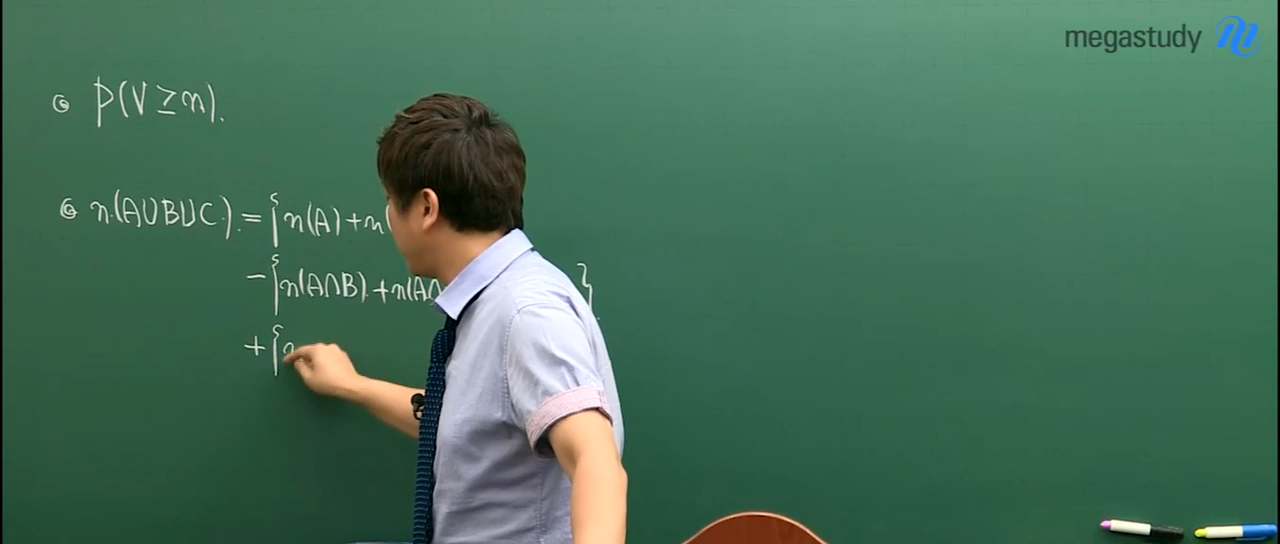 megastudy
P(V≥n).
n(A∪B∪C).={n(A)+n(
-{n(A∩B).+n(A∩ }
+{n